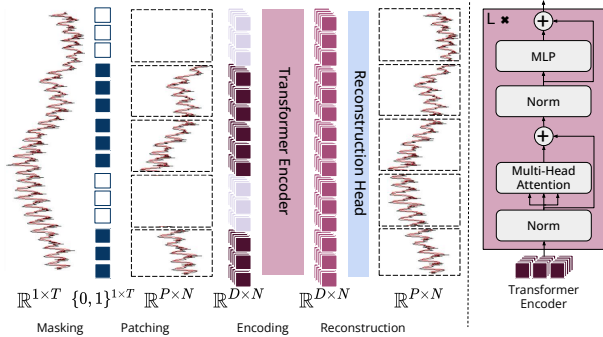 Transformer Encoder
Reconstruction Head
ℝ^{1×T} {0,1}^{1×T} ℝ^{P×N} ℝ^{D×N} ℝ^{D×N} ℝ^{P×N}
Masking Patching Encoding Reconstruction
L ×
MLP
Norm
Multi-Head
Attention
Norm
Transformer
Encoder